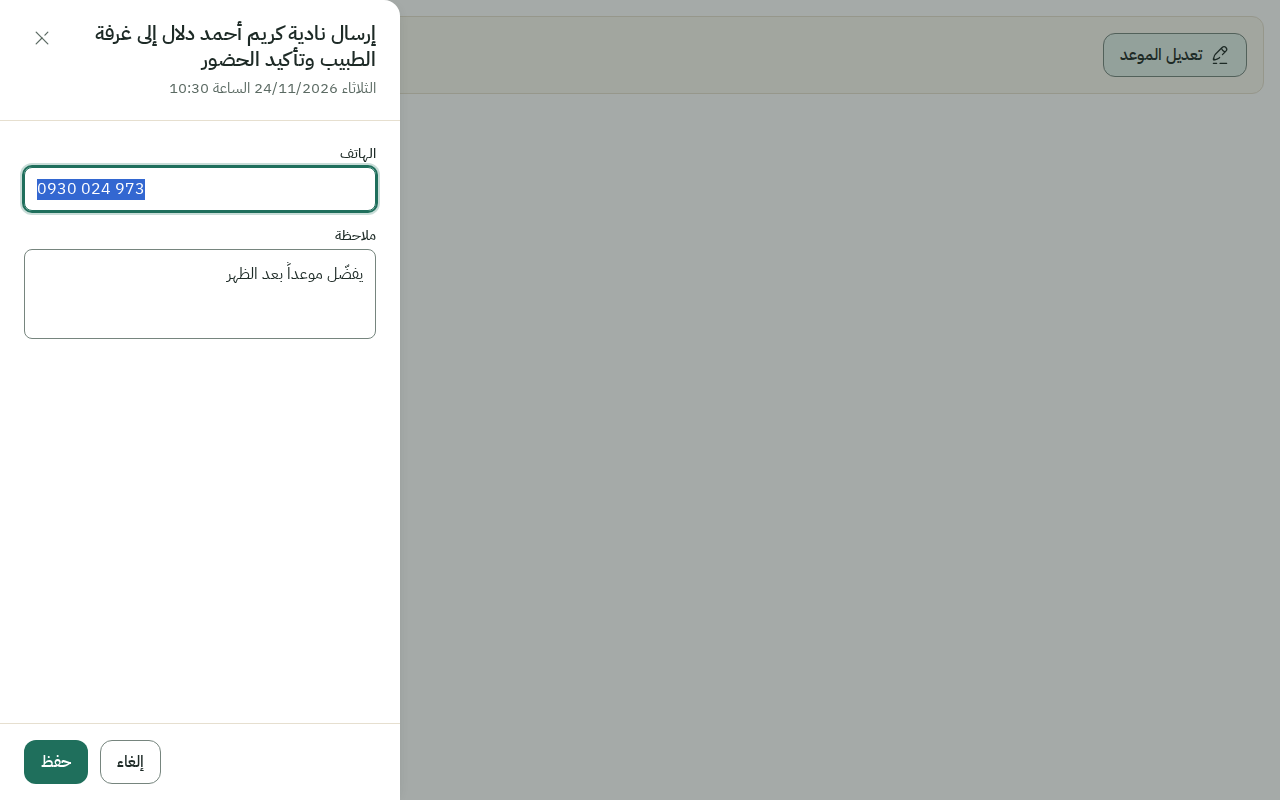 تعديل الموعد
إرسال نادية كريم أحمد دلال إلى غرفة
الطبيب وتأكيد الحضور
الثلاثاء 24/11/2026 الساعة 10:30
الهاتف
0930 024 973
ملاحظة
يفضّل موعداً بعد الظهر
إلغاء
حفظ